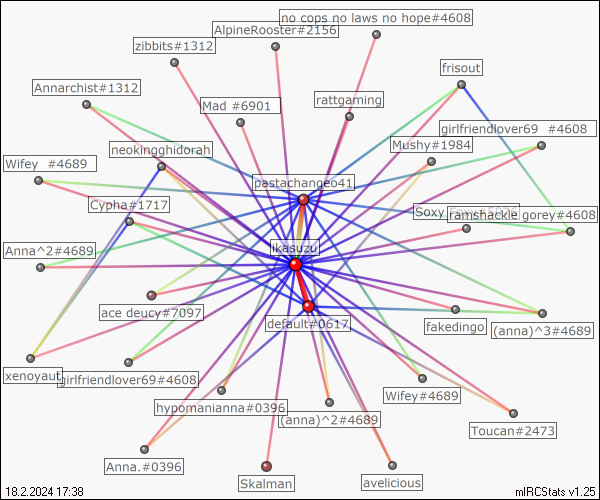 no cops no laws no hope#4608
AlpineRooster#2156
zibbits#1312
frisout
Annarchist#1312
rattgaming
Mad #6901
girlfriendlover69 #4608
Mushy#1984
neokingghidorah
Wifey #4689
pastachangeo41
Cypha#1717
Soxy
ramshackle gorey#4608
Anna^2#4689
ikasuzu
ace deucy#7097
default#0617
fakedingo
(anna)^3#4689
xenoyaut
girlfriendlover69#4608
Wifey#4689
hypomanianna#0396
(anna)^2#4689
Toucan#2473
Anna.#0396
Skalman
avelicious
18.2.2024 17:38
mIRCStats v1.25